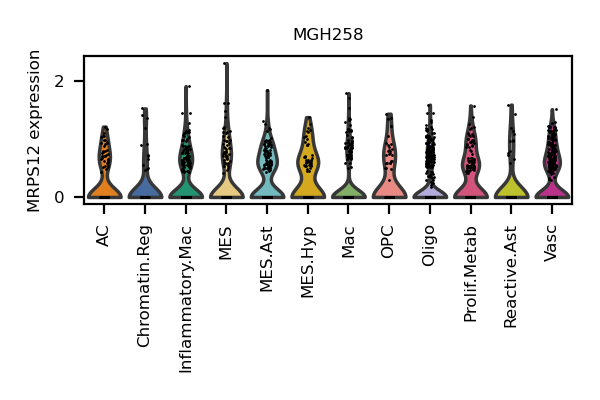 MGH258
MRPS12 expression
2
0
AC
Chromatin.Reg
Inflammatory.Mac
MES
MES.Ast
MES.Hyp
Mac
OPC
Oligo
Prolif.Metab
Reactive.Ast
Vasc